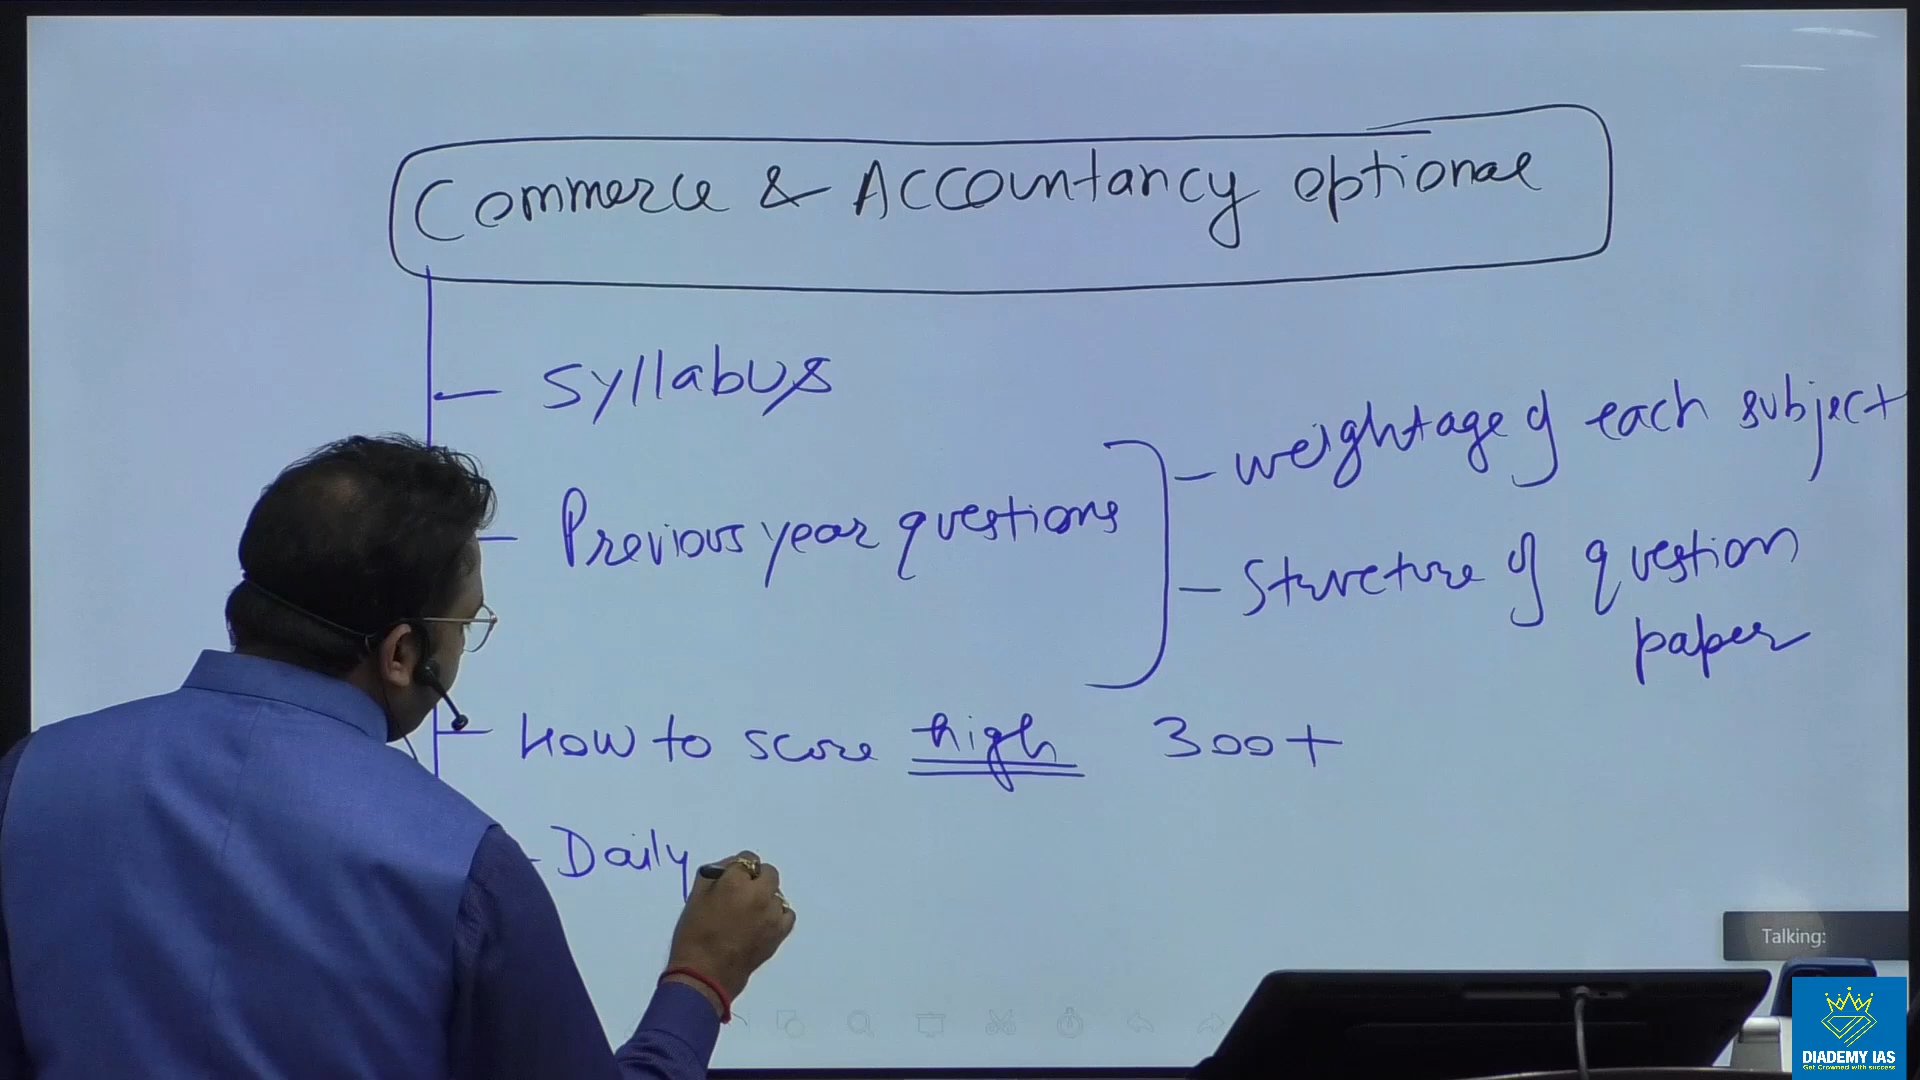 Commerce & Accountancy optional
Syllabus
Previous year questions
weightage of each subject
Structure of question
paper
How to score high 300+
Daily
Talking:
DIADEMY IAS
Get Crowned with success